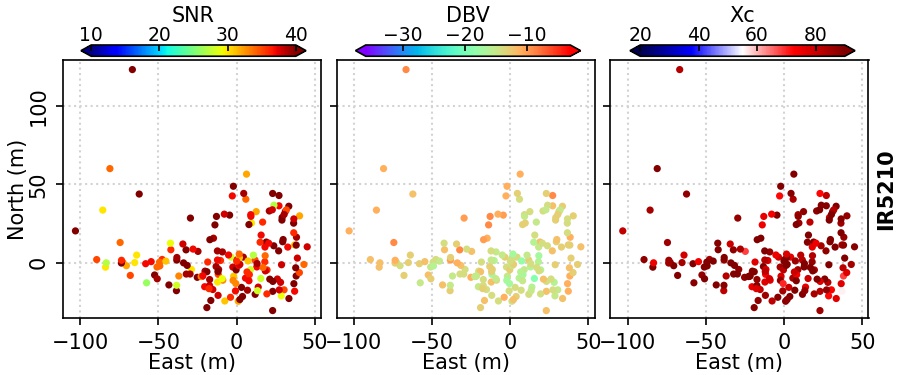 SNR DBV Xc
10 20 30 40 −30 −20 −10 20 40 60 80
100
50
0
North (m)
IR5210
−100 −50 0 50 −100 −50 0 50 −100 −50 0 50
East (m) East (m) East (m)